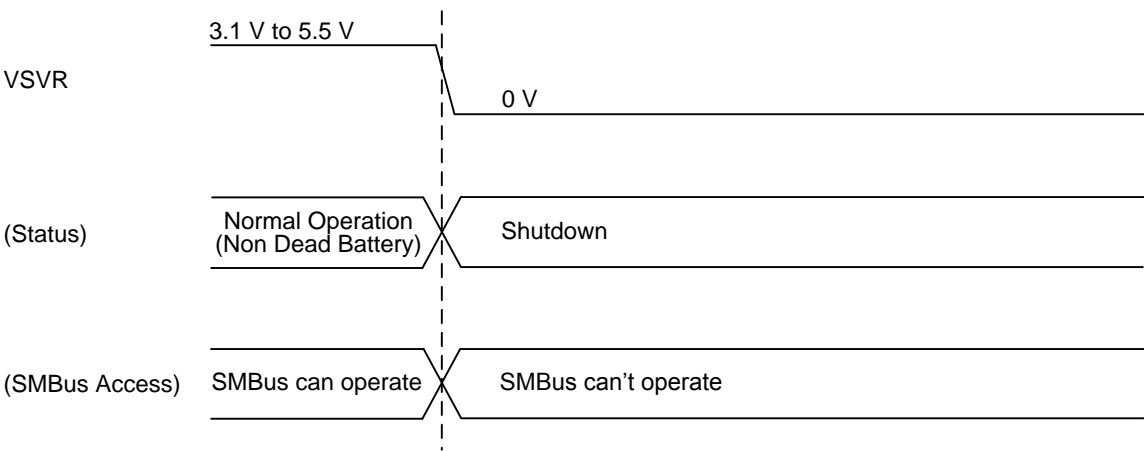 3.1 V to 5.5 V
VSVR
0 V
(Status)
Normal Operation
(Non Dead Battery)
Shutdown
(SMBus Access)
SMBus can operate
SMBus can’t operate